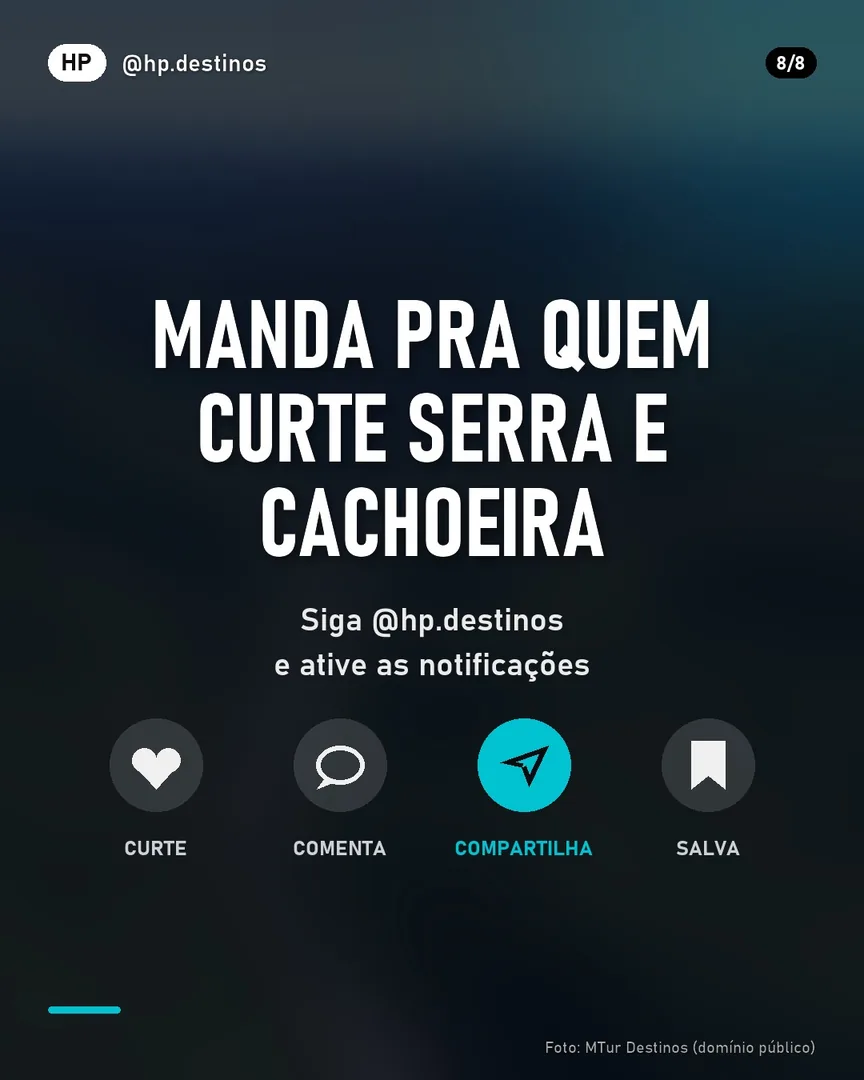 HP @hp.destinos 8/8
MANDA PRA QUEM
CURTE SERRA E
CACHOEIRA
Siga @hp.destinos
e ative as notificações
CURTE COMENTA COMPARTILHA SALVA
Foto: MTur Destinos (domínio público)